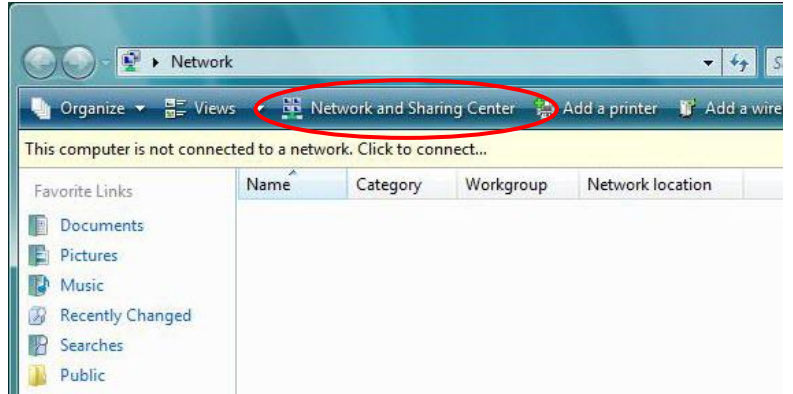 Network
Organize Views Network and Sharing Center Add a printer Add a wire
This computer is not connected to a network. Click to connect...
Favorite Links
Name Category Workgroup Network location
Documents
Pictures
Music
Recently Changed
Searches
Public